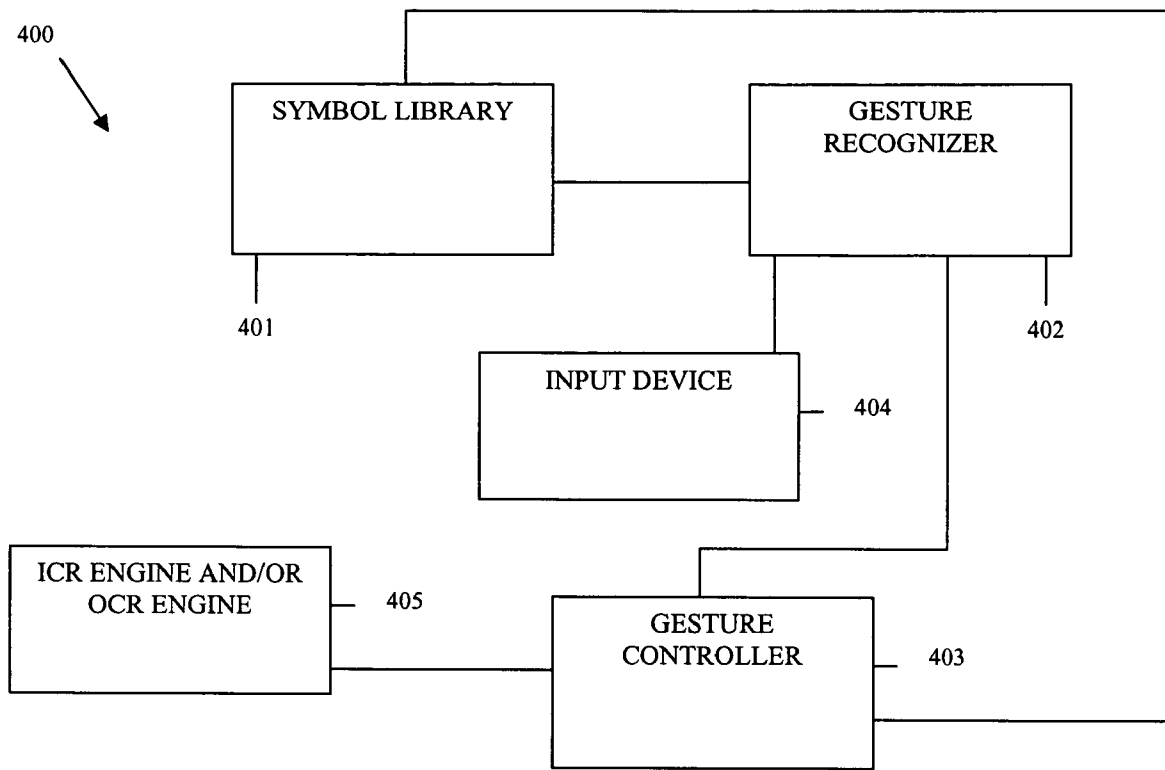 400
SYMBOL LIBRARY
GESTURE
RECOGNIZER
401
402
INPUT DEVICE
404
ICR ENGINE AND/OR
OCR ENGINE
405
GESTURE
CONTROLLER
403